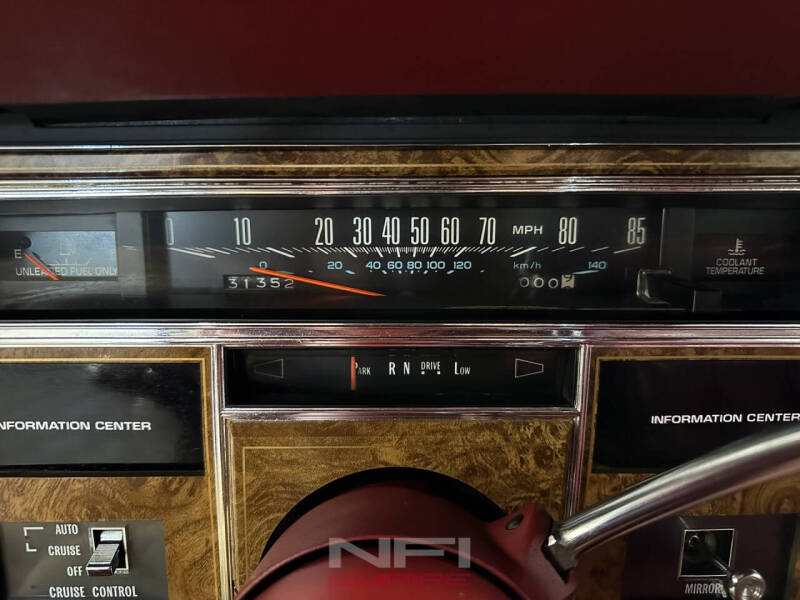 0 10 20 30 40 50 60 70 MPH 80 85
E
UNLEADED FUEL ONLY
0 20 40 60 80 100 120 km/h 140
COOLANT
TEMPERATURE
31352
000
PARK R N DRIVE LOW
INFORMATION CENTER
INFORMATION CENTER
AUTO
CRUISE
OFF
CRUISE CONTROL
MIRROR
NFI